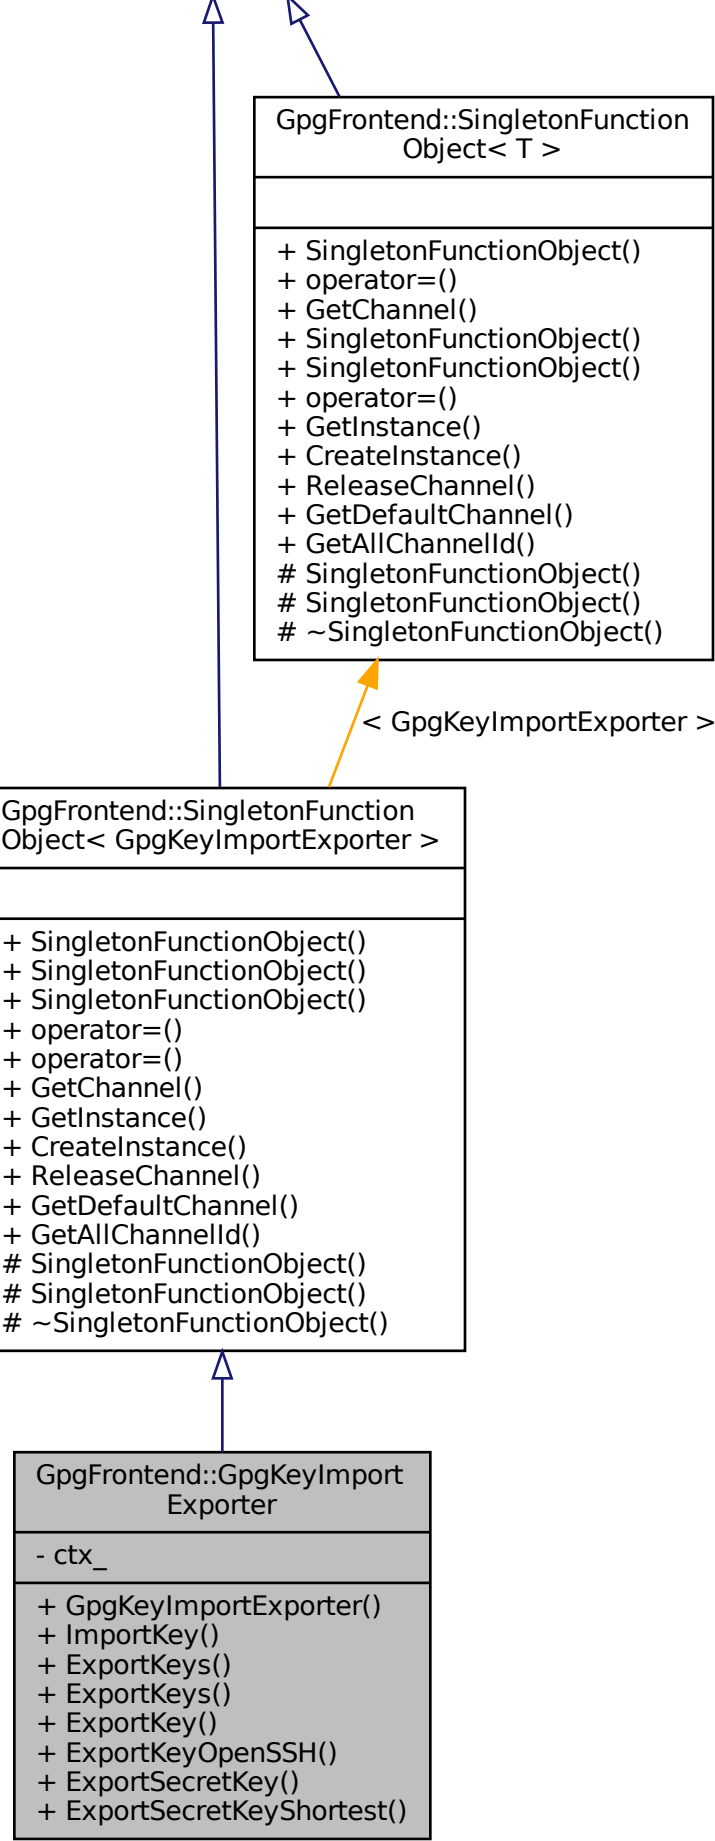 GpgFrontend::SingletonFunction
Object< T >
+ SingletonFunctionObject()
+ operator=()
+ GetChannel()
+ SingletonFunctionObject()
+ SingletonFunctionObject()
+ operator=()
+ GetInstance()
+ CreateInstance()
+ ReleaseChannel()
+ GetDefaultChannel()
+ GetAllChannelId()
# SingletonFunctionObject()
# SingletonFunctionObject()
# ~SingletonFunctionObject()
< GpgKeyImportExporter >
GpgFrontend::SingletonFunction
Object< GpgKeyImportExporter >
+ SingletonFunctionObject()
+ SingletonFunctionObject()
+ SingletonFunctionObject()
+ operator=()
+ operator=()
+ GetChannel()
+ GetInstance()
+ CreateInstance()
+ ReleaseChannel()
+ GetDefaultChannel()
+ GetAllChannelId()
# SingletonFunctionObject()
# SingletonFunctionObject()
# ~SingletonFunctionObject()
GpgFrontend::GpgKeyImport
Exporter
- ctx_
+ GpgKeyImportExporter()
+ ImportKey()
+ ExportKeys()
+ ExportKeys()
+ ExportKey()
+ ExportKeyOpenSSH()
+ ExportSecretKey()
+ ExportSecretKeyShortest()